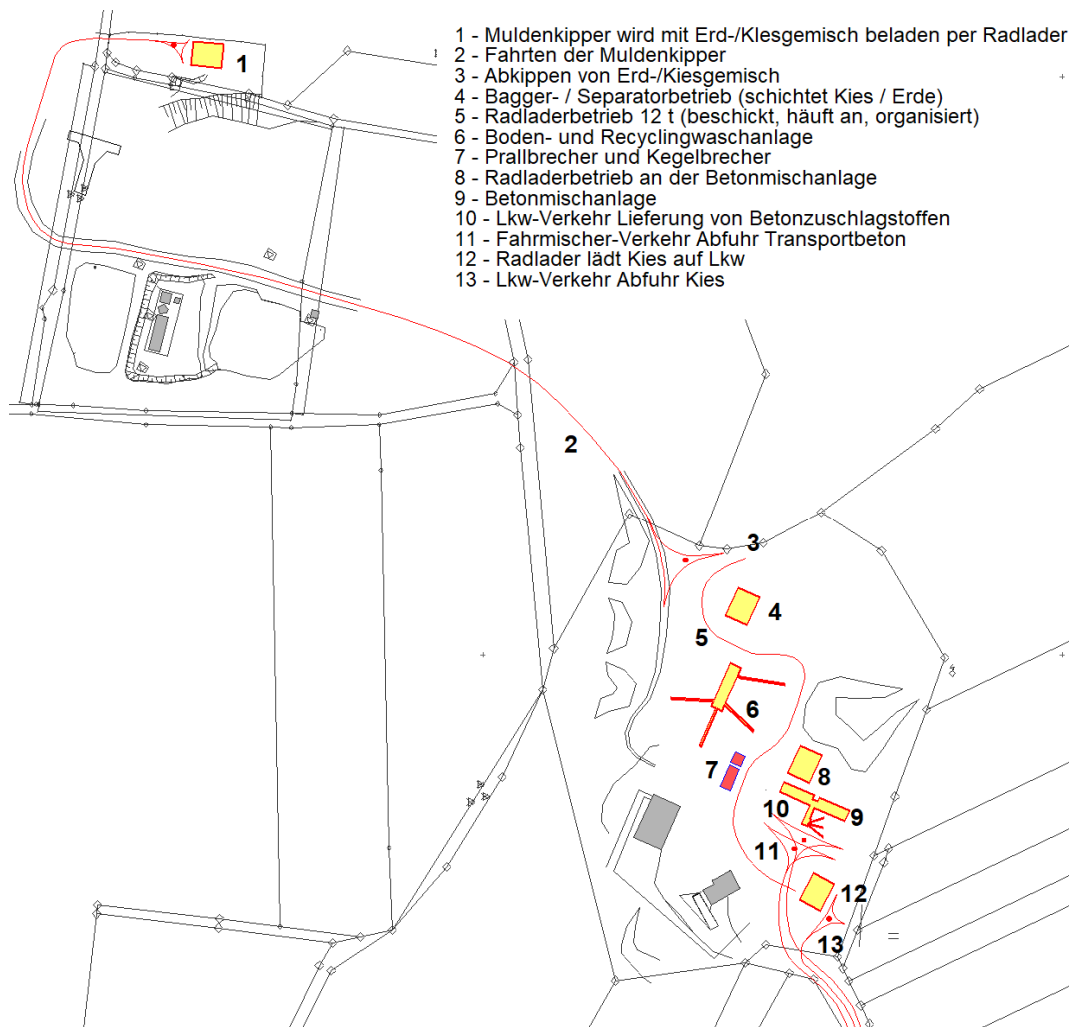 1 - Muldenkipper wird mit Erd-/KIesgemisch beladen per Radlader
2 - Fahrten der Muldenkipper
3 - Abkippen von Erd-/Kiesgemisch
4 - Bagger- / Separatorbetrieb (schichtet Kies / Erde)
5 - Radladerbetrieb 12 t (beschickt, häuft an, organisiert)
6 - Boden- und Recyclingwaschanlage
7 - Prallbrecher und Kegelbrecher
8 - Radladerbetrieb an der Betonmischanlage
9 - Betonmischanlage
10 - Lkw-Verkehr Lieferung von Betonzuschlagstoffen
11 - Fahrmischer-Verkehr Abfuhr Transportbeton
12 - Radlader lädt Kies auf Lkw
13 - Lkw-Verkehr Abfuhr Kies
1
2
3
4
5
6
7
8
10
9
11
12
13